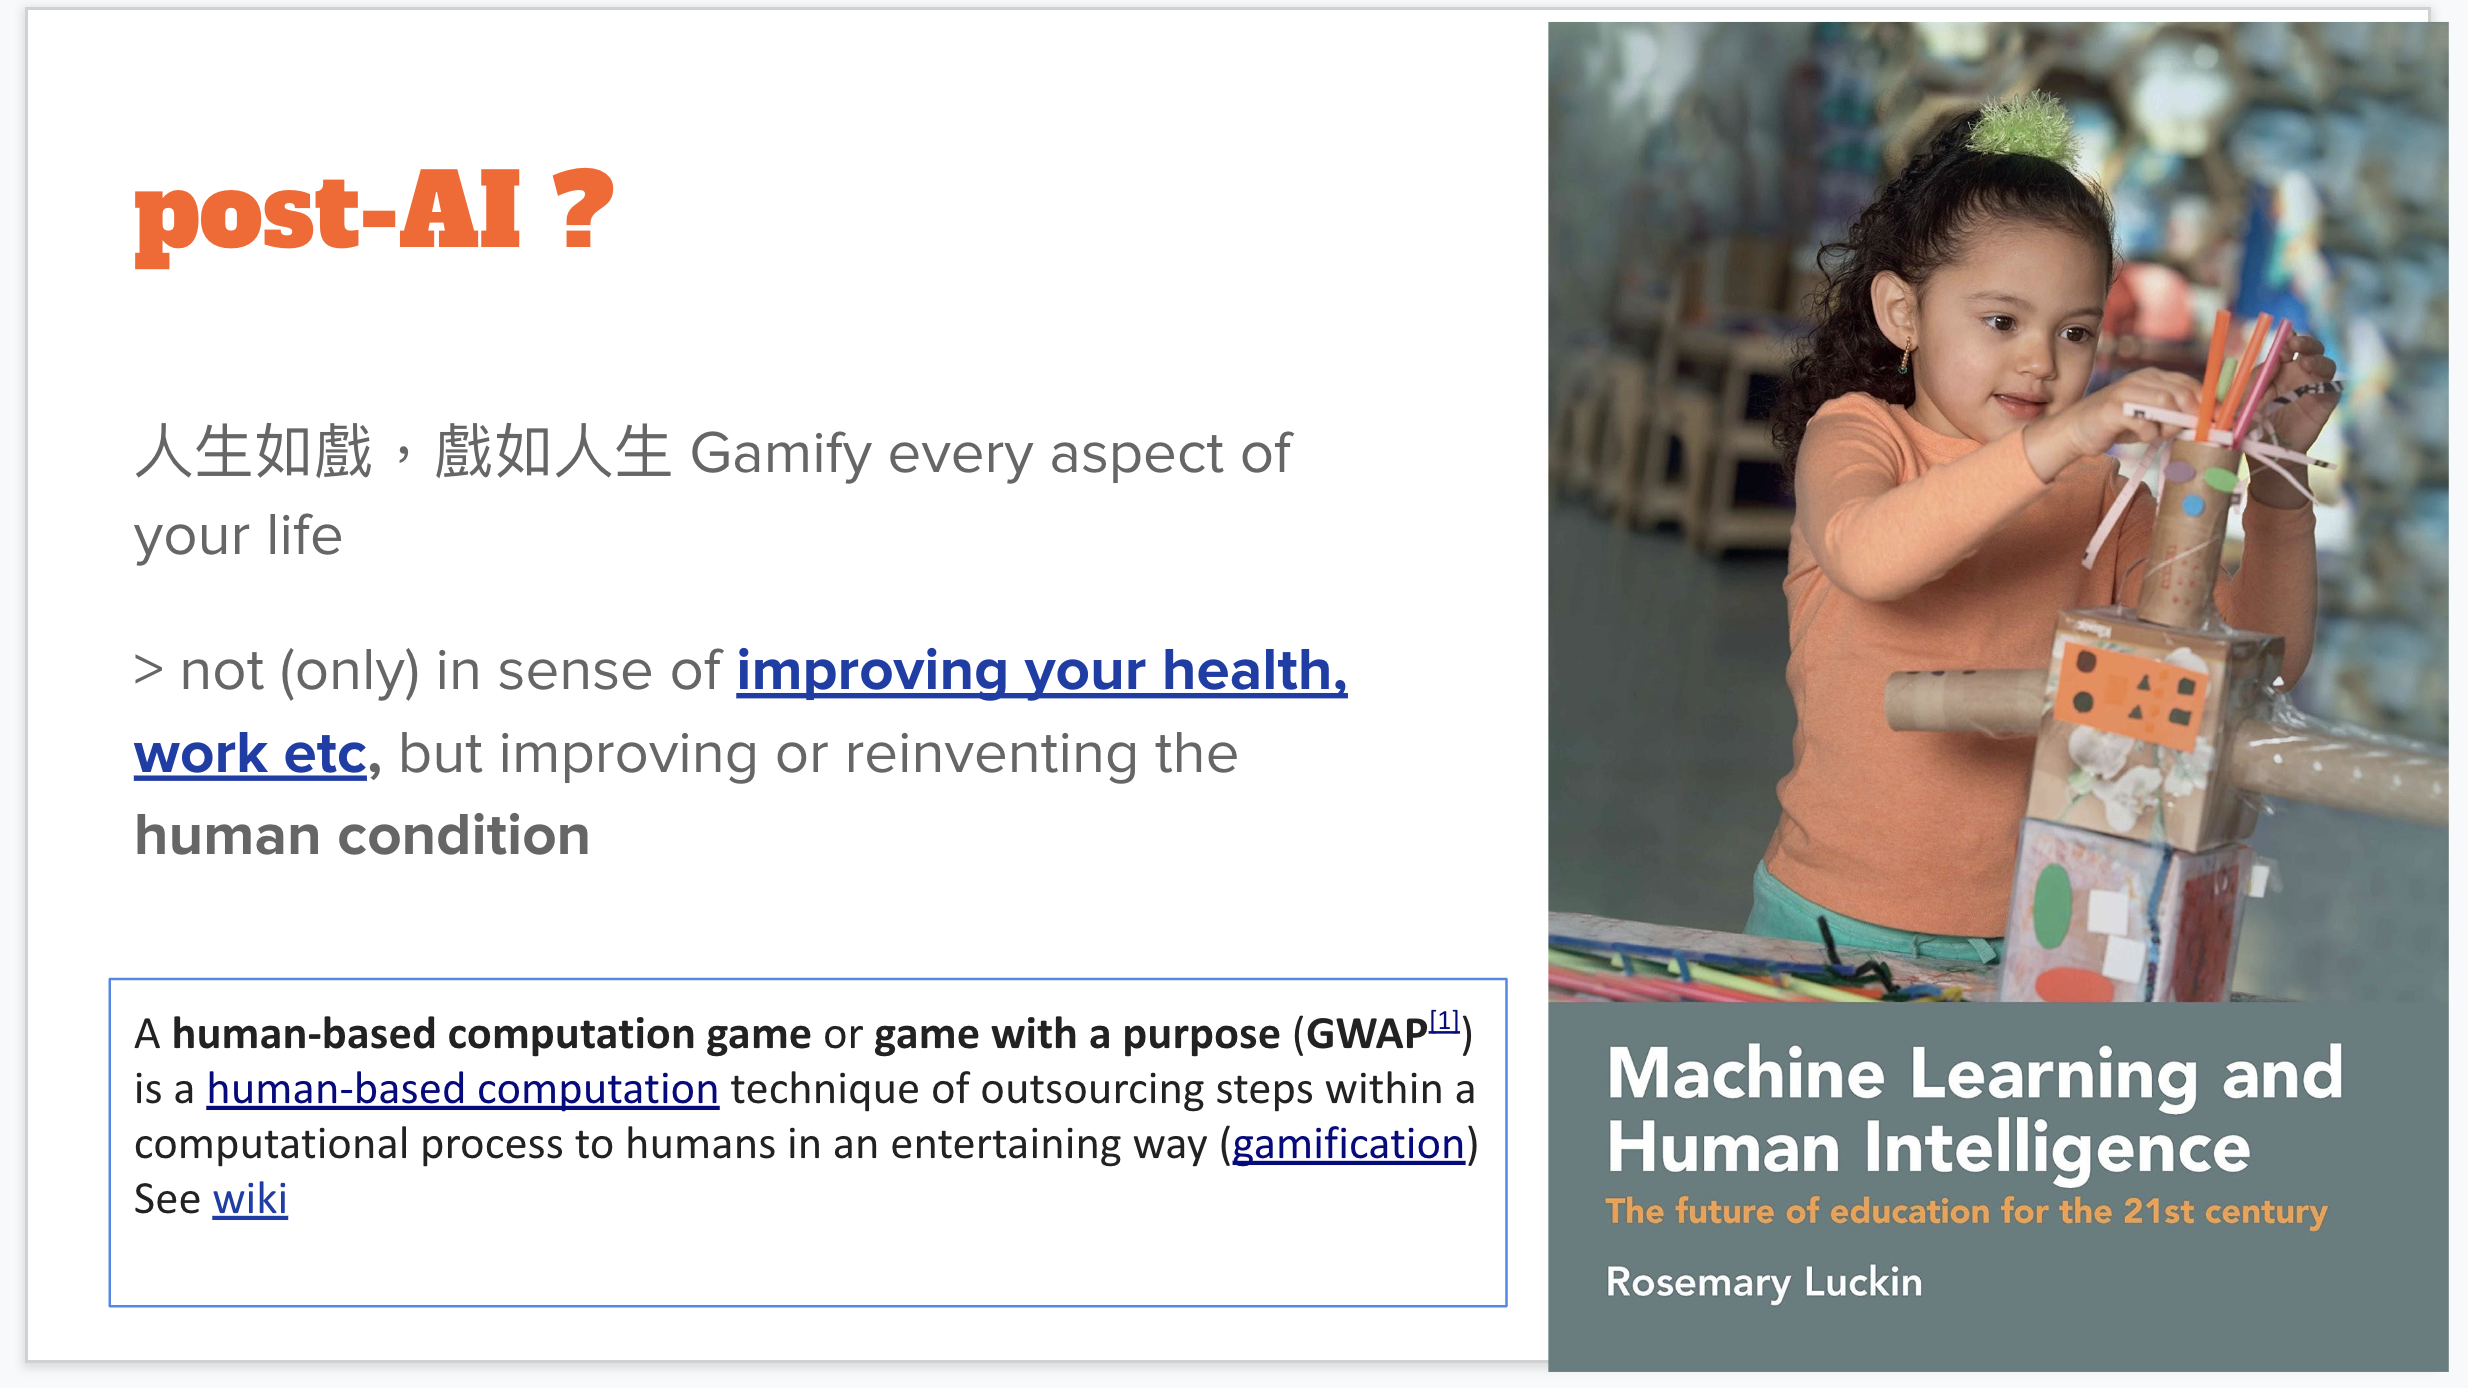 post-AI ?
人生如戲，戲如人生 Gamify every aspect of
your life
> not (only) in sense of improving your health,
work etc, but improving or reinventing the
human condition
A human-based computation game or game with a purpose (GWAP[1])
is a human-based computation technique of outsourcing steps within a
computational process to humans in an entertaining way (gamification)
See wiki
Machine Learning and
Human Intelligence
The future of education for the 21st century
Rosemary Luckin